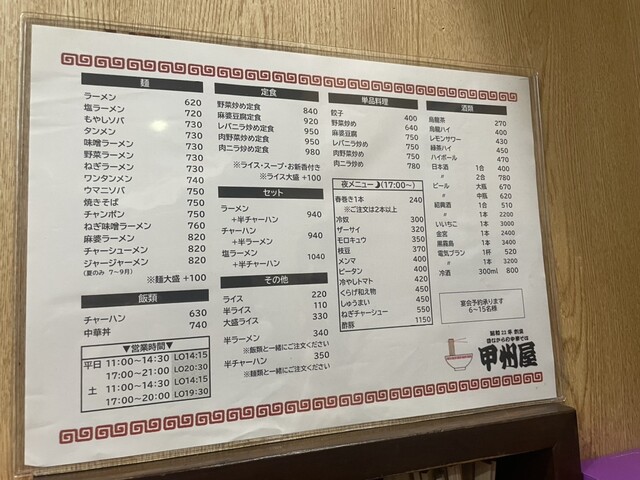 麺
ラーメン 620
塩ラーメン 720
もやしソバ 730
タンメン 730
味噌ラーメン 730
野菜ラーメン 730
ねぎラーメン 730
ワンタンメン 740
ウマニソバ 750
焼きそば 750
チャンポン 750
ねぎ味噌ラーメン 760
麻婆ラーメン 820
チャーシューメン 820
ジャージャーメン 820
(夏のみ 7~9月)
※麺大盛 +100
飯類
チャーハン 630
中華丼 740
▼営業時間▼
平日 11:00~14:30 LO14:15
17:00~21:00 LO20:30
土 11:00~14:30 LO14:15
17:00~20:00 LO19:30
定食
野菜炒め定食 840
麻婆豆腐定食 920
レバニラ炒め定食 950
肉野菜炒め定食 950
肉ニラ炒め定食 980
※ライス・スープ・お新香付き
※ライス大盛 +100
セット
ラーメン
+半チャーハン 940
チャーハン
+半ラーメン 940
塩ラーメン
+半チャーハン 1040
その他
ライス 220
半ライス 110
大盛ライス 330
半ラーメン 340
※飯類と一緒にご注文ください
半チャーハン 350
※麺類と一緒にご注文ください
単品料理
餃子 400
野菜炒め 640
麻婆豆腐 640
レバニラ炒め 750
肉野菜炒め 750
肉ニラ炒め 780
夜メニュー(17:00~)
春巻き1本 240
※ご注文は2本以上
冷奴 300
ザーサイ 320
モロキュウ 350
枝豆 370
メンマ 400
ピータン 400
冷やしトマト 420
くらげ和え物 450
しゅうまい 450
ねぎチャーシュー 550
酢豚 1150
酒類
烏龍茶 270
烏龍ハイ 400
レモンサワー 430
緑茶ハイ 450
ハイボール 470
日本酒 1合 400
〃 2合 780
ビール 大瓶 670
〃 中瓶 620
紹興酒 1合 510
〃 1本 2200
いいちこ 1本 3000
金宮 1本 2400
黒霧島 1本 3400
電気ブラン 1杯 520
〃 1本 3200
冷酒 300ml 800
宴会予約承ります
6~15名様
昭和
創業
昔ながらの中華そば
甲州屋